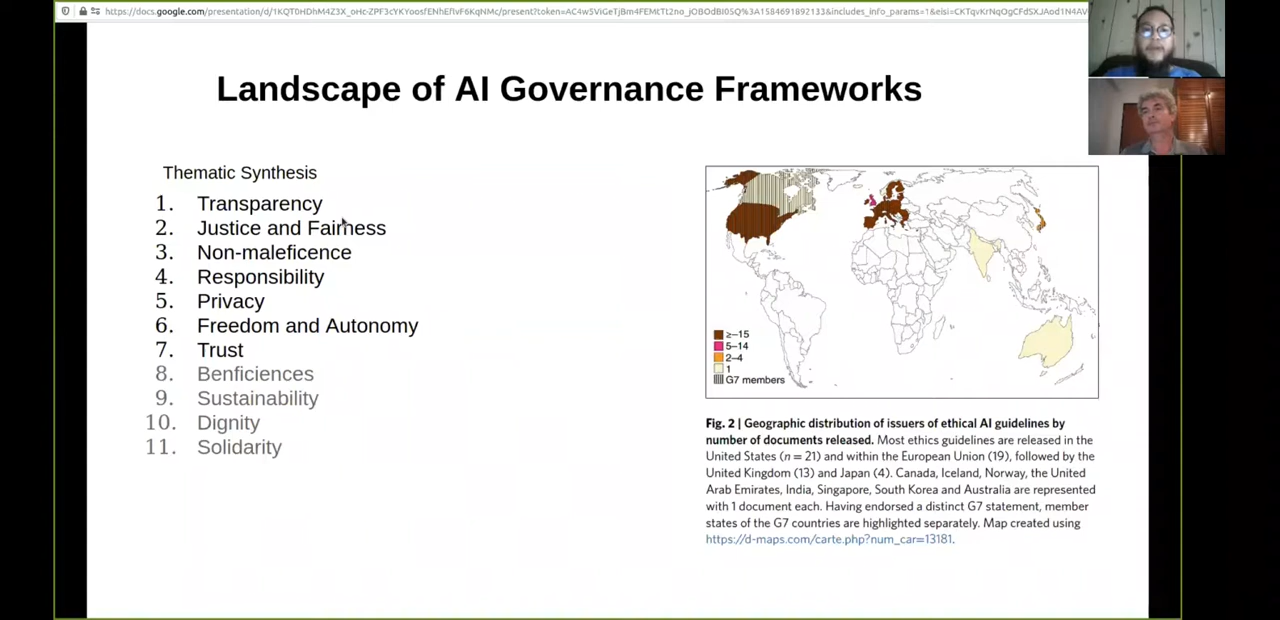 Landscape of AI Governance Frameworks
Thematic Synthesis
1. Transparency
2. Justice and Fairness
3. Non-maleficence
4. Responsibility
5. Privacy
6. Freedom and Autonomy
7. Trust
8. Benficiences
9. Sustainability
10. Dignity
11. Solidarity
≥–15
5–14
2–4
1
G7 members
Fig. 2 | Geographic distribution of issuers of ethical AI guidelines by
number of documents released. Most ethics guidelines are released in the
United States (n = 21) and within the European Union (19), followed by the
United Kingdom (13) and Japan (4). Canada, Iceland, Norway, the United
Arab Emirates, India, Singapore, South Korea and Australia are represented
with 1 document each. Having endorsed a distinct G7 statement, member
states of the G7 countries are highlighted separately. Map created using
https://d-maps.com/carte.php?num_car=13181.